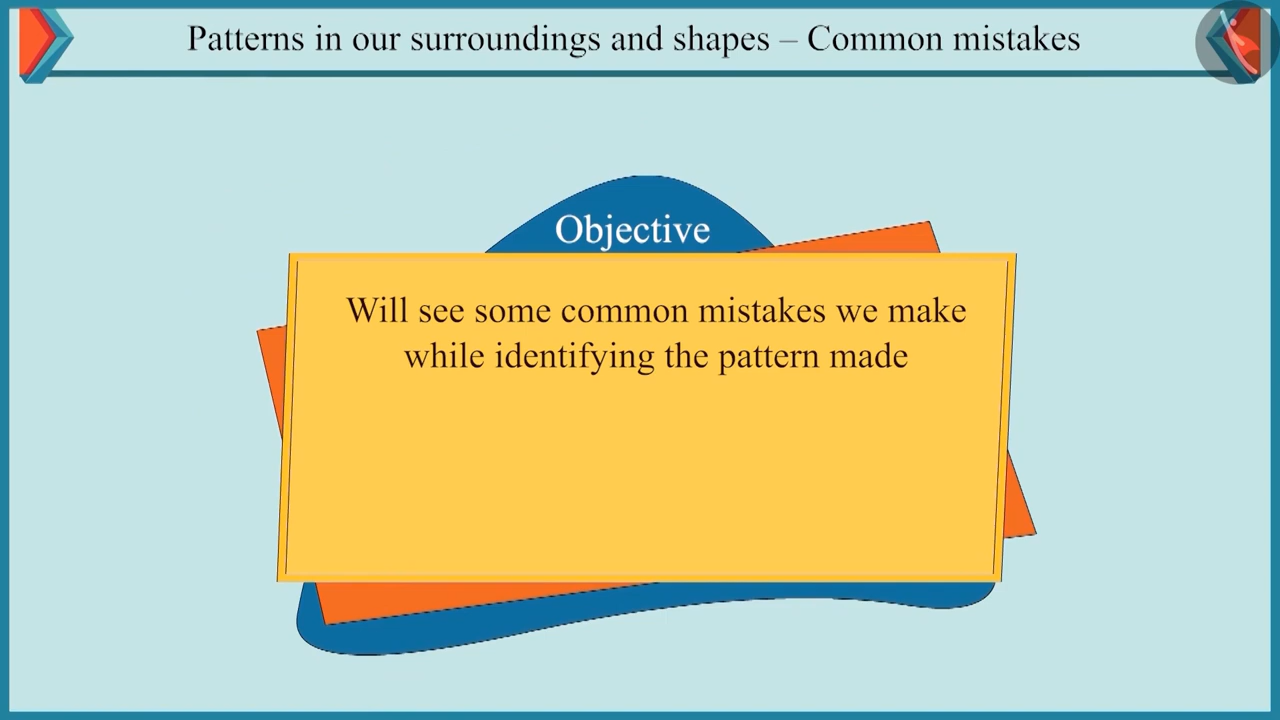 Patterns in our surroundings and shapes – Common mistakes
Objective
Will see some common mistakes we make
while identifying the pattern made